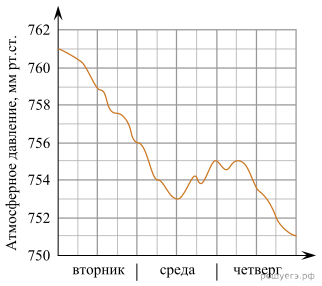 Атмосферное давление, мм рт.ст.
762
760
758
756
754
752
750
вторник | среда | четверг
решуегэ.рф